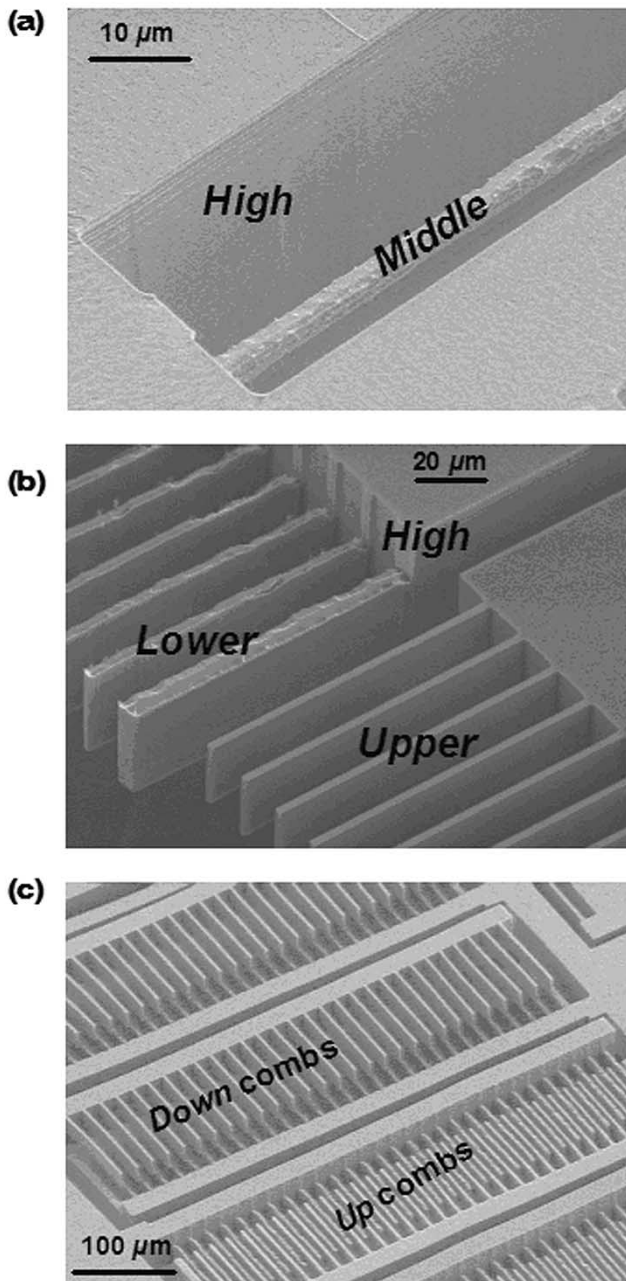 (a)
10 µm
High
Middle
(b)
20 µm
High
Lower
Upper
(c)
Down combs
Up combs
100 µm